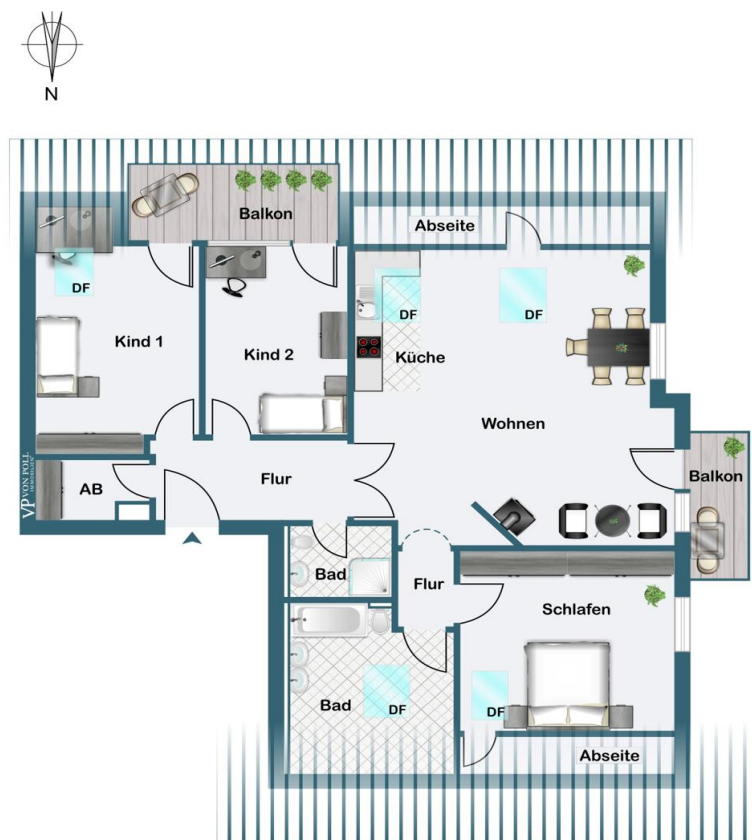 N
Balkon
Abseite
DF
DF
DF
Kind 1
Kind 2
Küche
Wohnen
VP VON POLL
IMMOBILIEN
AB
Flur
Balkon
Bad
Flur
Schlafen
Bad
DF
DF
Abseite